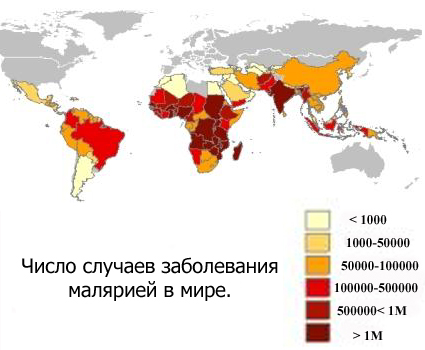 < 1000
1000-50000
50000-100000
100000-500000
500000< 1M
> 1M
Число случаев заболевания
малярией в мире.